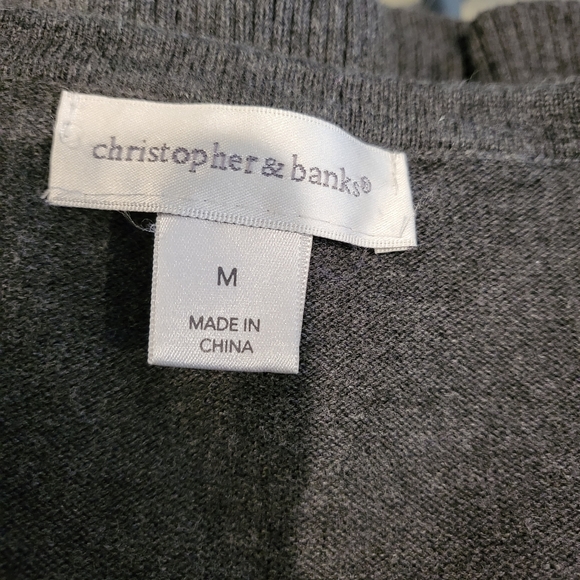 christopher & banks®
M
MADE IN
CHINA